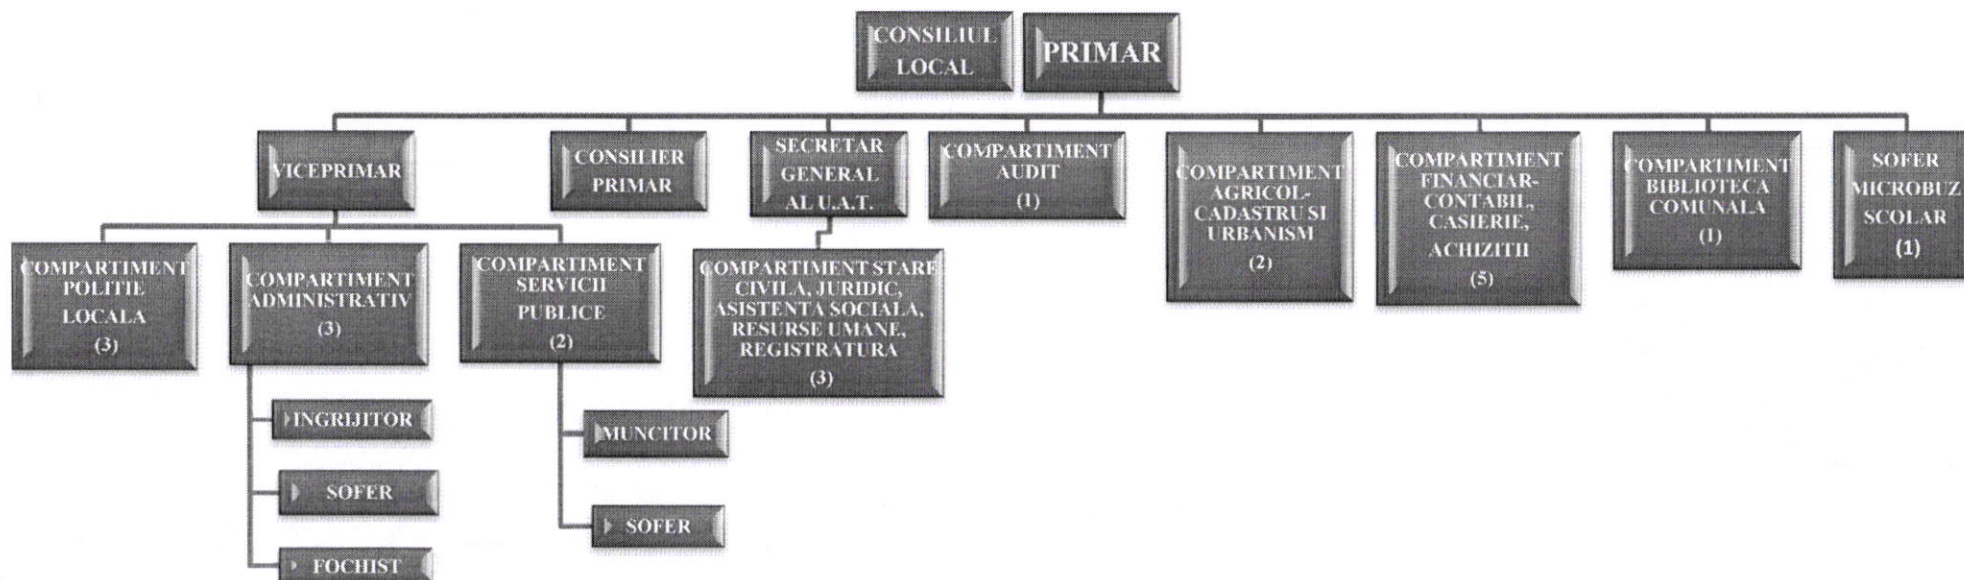 CONSILIUL
LOCAL
PRIMAR
VICEPRIMAR
CONSILIER
PRIMAR
SECRETAR
GENERAL
AL U.A.T.
COMPARTIMENT
AUDIT
(1)
COMPARTIMENT
AGRICOL-
CADASTRU SI
URBANISM
(2)
COMPARTIMENT
FINANCIAR-
CONTABIL,
CASIERIE,
ACHIZITII
(5)
COMPARTIMENT
BIBLIOTECA
COMUNALA
(1)
SOFER
MICROBUZ
SCOLAR
(1)
COMPARTIMENT
POLITIE
LOCALA
(3)
COMPARTIMENT
ADMINISTRATIV
(3)
COMPARTIMENT
SERVICII
PUBLICE
(2)
COMPARTIMENT STARE
CIVILA, JURIDIC,
ASISTENTA SOCIALA,
RESURSE UMANE,
REGISTRATURA
(3)
INGRIJITOR
SOFER
FOCHIST
MUNCITOR
SOFER